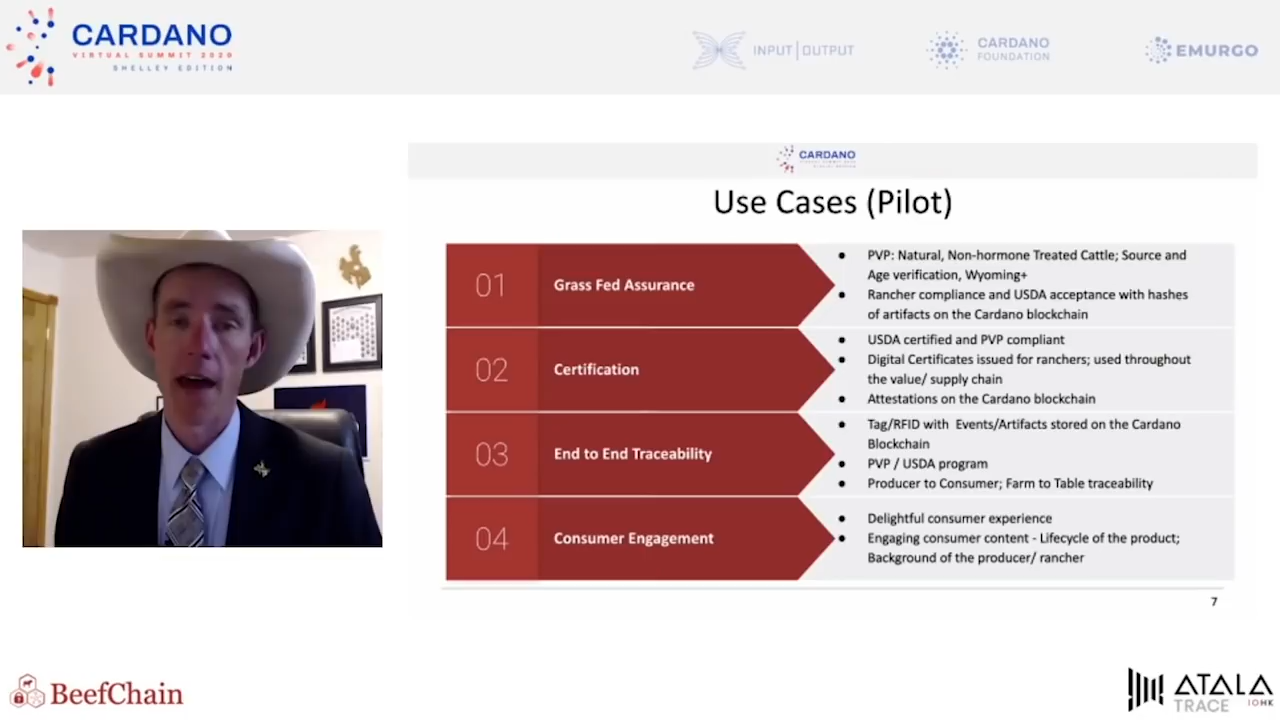 CARDANO
VIRTUAL SUMMIT 2020
SHELLEY EDITION
INPUT | OUTPUT
CARDANO
FOUNDATION
EMURGO
CARDANO
Use Cases (Pilot)
01
Grass Fed Assurance
● PVP: Natural, Non-hormone Treated Cattle; Source and
Age verification, Wyoming+
● Rancher compliance and USDA acceptance with hashes
of artifacts on the Cardano blockchain
02
Certification
● USDA certified and PVP compliant
● Digital Certificates issued for ranchers; used throughout
the value/ supply chain
● Attestations on the Cardano blockchain
03
End to End Traceability
● Tag/RFID with Events/Artifacts stored on the Cardano
Blockchain
● PVP / USDA program
● Producer to Consumer; Farm to Table traceability
04
Consumer Engagement
● Delightful consumer experience
● Engaging consumer content - Lifecycle of the product;
Background of the producer/ rancher
7
BeefChain
ATALA
TRACE
IOHK